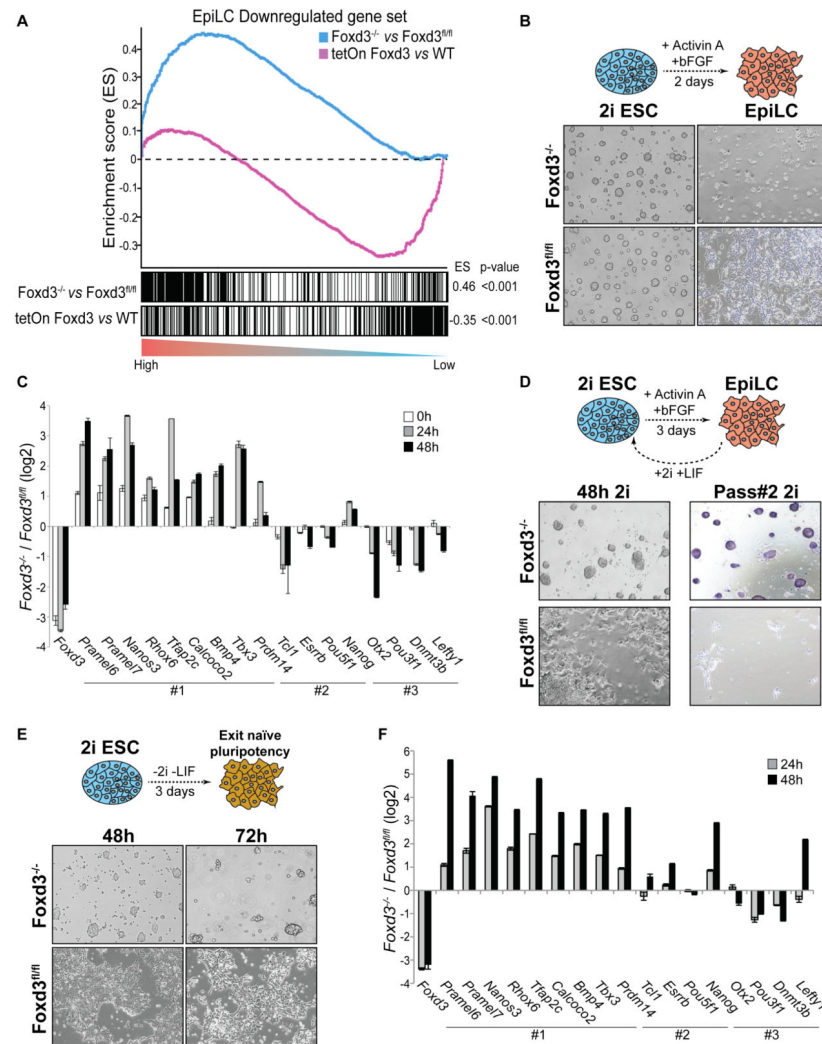 A
EpiLC Downregulated gene set
Foxd3-/- vs Foxd3fl/fl
tetOn Foxd3 vs WT
Enrichment score (ES)
0.4
0.3
0.2
0.1
0
-0.1
-0.2
-0.3
ES p-value
Foxd3-/- vs Foxd3fl/fl 0.46 <0.001
tetOn Foxd3 vs WT -0.35 <0.001
High Low
B
+ Activin A
+bFGF
2 days
2i ESC EpiLC
Foxd3-/-
Foxd3fl/fl
C
Foxd3-/- / Foxd3fl/fl (log2)
4
3
2
1
0
-1
-2
-3
-4
0h
24h
48h
Foxd3 Pramel6 Pramel7 Nanos3 Rhox6 Tfap2c Calcoco2 Bmp4 Tbx3 Prdm14 Tcl1 Esrrb Pou5f1 Nanog Otx2 Pou3f1 Dnmt3b Lefty1
#1 #2 #3
D
2i ESC EpiLC
+ Activin A
+bFGF
3 days
+2i +LIF
48h 2i Pass#2 2i
Foxd3-/-
Foxd3fl/fl
E
2i ESC
-2i -LIF
3 days
Exit naïve
pluripotency
48h 72h
Foxd3-/-
Foxd3fl/fl
F
Foxd3-/- / Foxd3fl/fl (log2)
6
5
4
3
2
1
0
-1
-2
-3
-4
24h
48h
Foxd3 Pramel6 Pramel7 Nanos3 Rhox6 Tfap2c Calcoco2 Bmp4 Tbx3 Prdm14 Tcl1 Esrrb Pou5f1 Nanog Otx2 Pou3f1 Dnmt3b Lefty1
#1 #2 #3